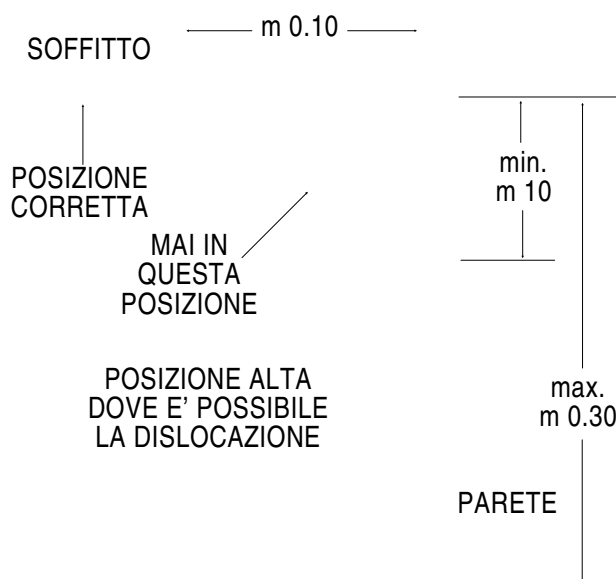 m 0.10
SOFFITTO
POSIZIONE
CORRETTA
min.
m 10
MAI IN
QUESTA
POSIZIONE
POSIZIONE ALTA
DOVE E' POSSIBILE
LA DISLOCAZIONE
max.
m 0.30
PARETE